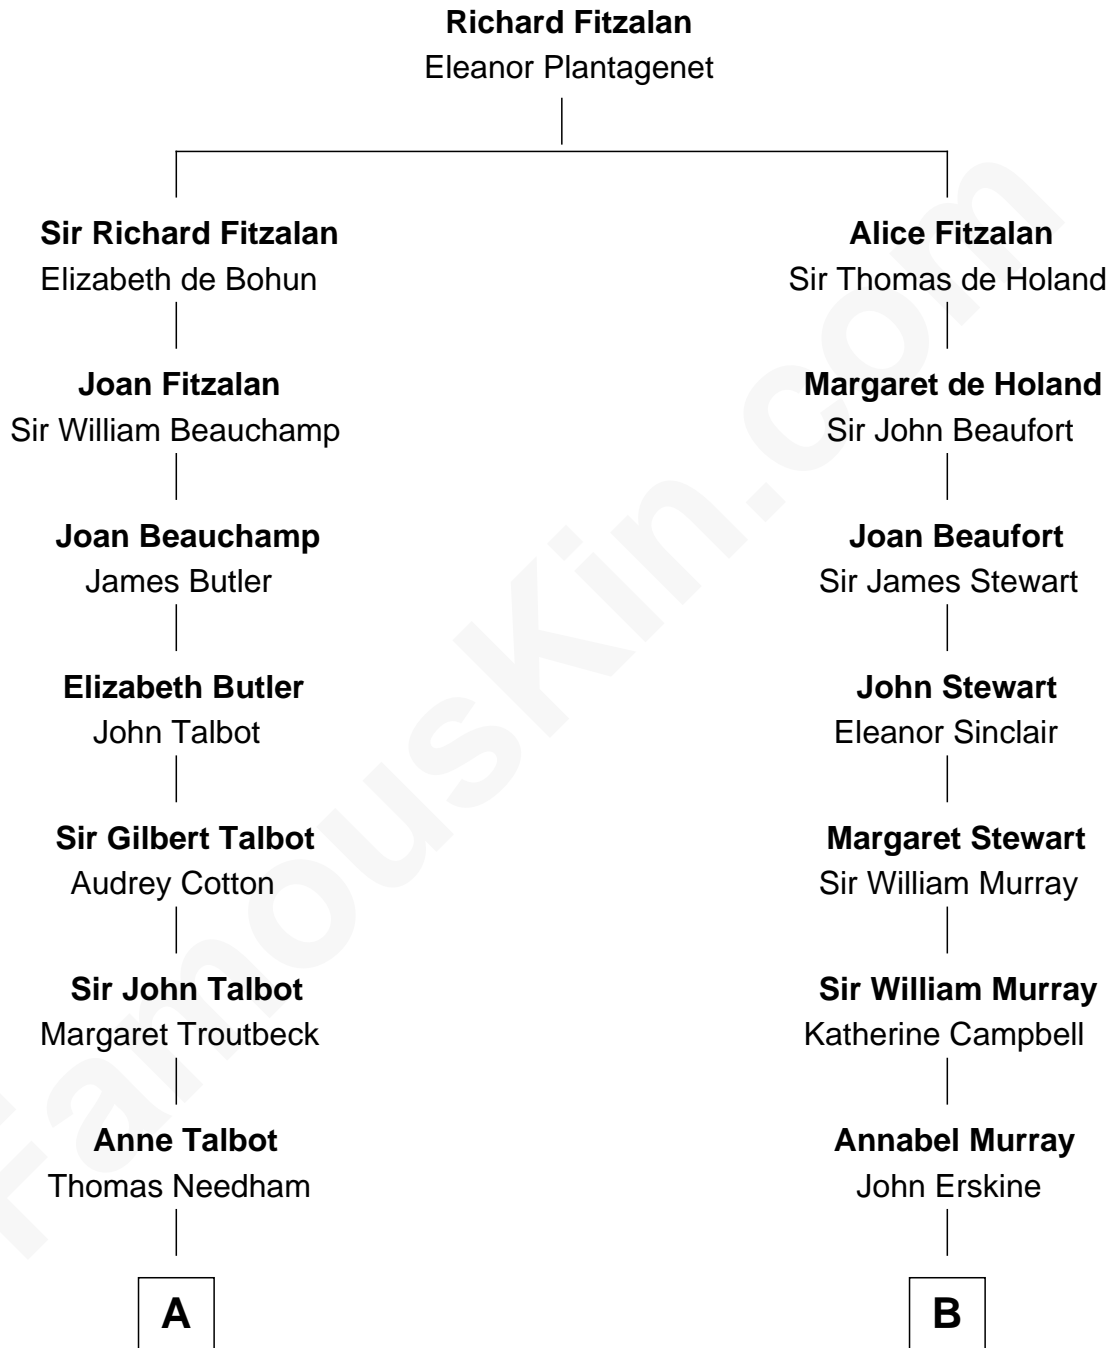 Richard Fitzalan
Eleanor Plantagenet
Sir Richard Fitzalan
Elizabeth de Bohun
Alice Fitzalan
Sir Thomas de Holand
Joan Fitzalan
Sir William Beauchamp
Margaret de Holand
Sir John Beaufort
Joan Beauchamp
James Butler
Joan Beaufort
Sir James Stewart
Elizabeth Butler
John Talbot
John Stewart
Eleanor Sinclair
Sir Gilbert Talbot
Audrey Cotton
Margaret Stewart
Sir William Murray
Sir John Talbot
Margaret Troutbeck
Sir William Murray
Katherine Campbell
Anne Talbot
Thomas Needham
Annabel Murray
John Erskine
A
B
FamousKin.com